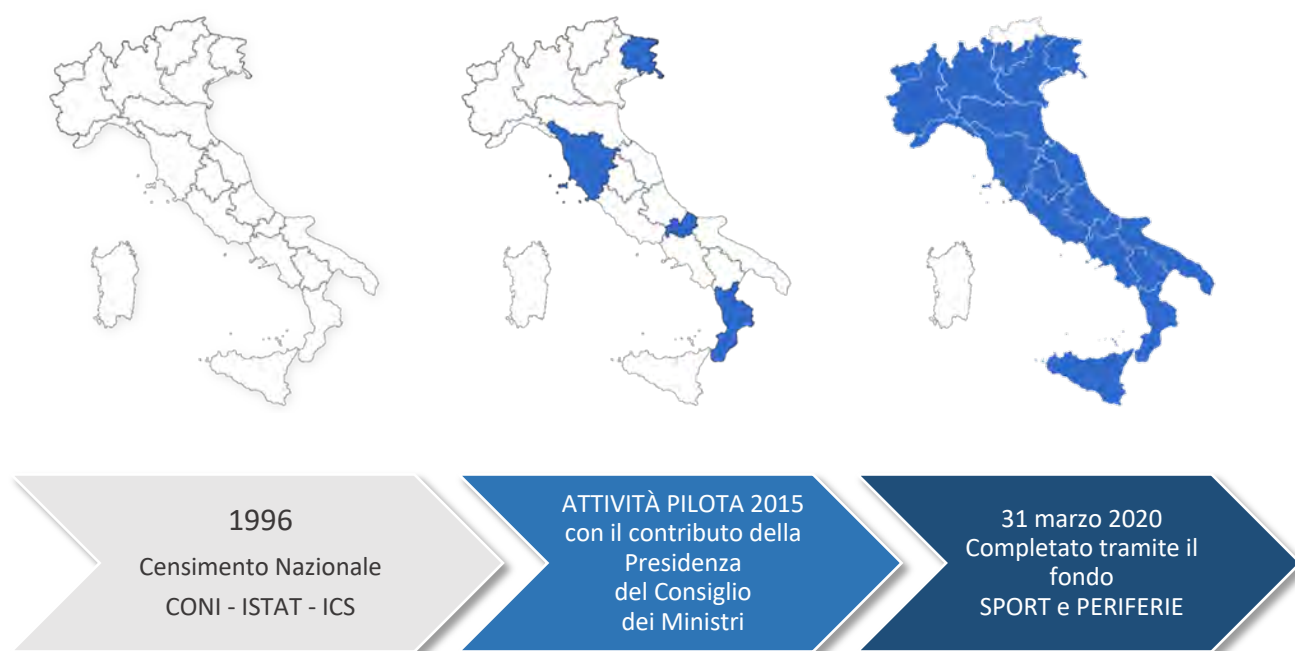 1996
Censimento Nazionale
CONI - ISTAT - ICS
ATTIVITÀ PILOTA 2015
con il contributo della
Presidenza
del Consiglio
dei Ministri
31 marzo 2020
Completato tramite il
fondo
SPORT e PERIFERIE